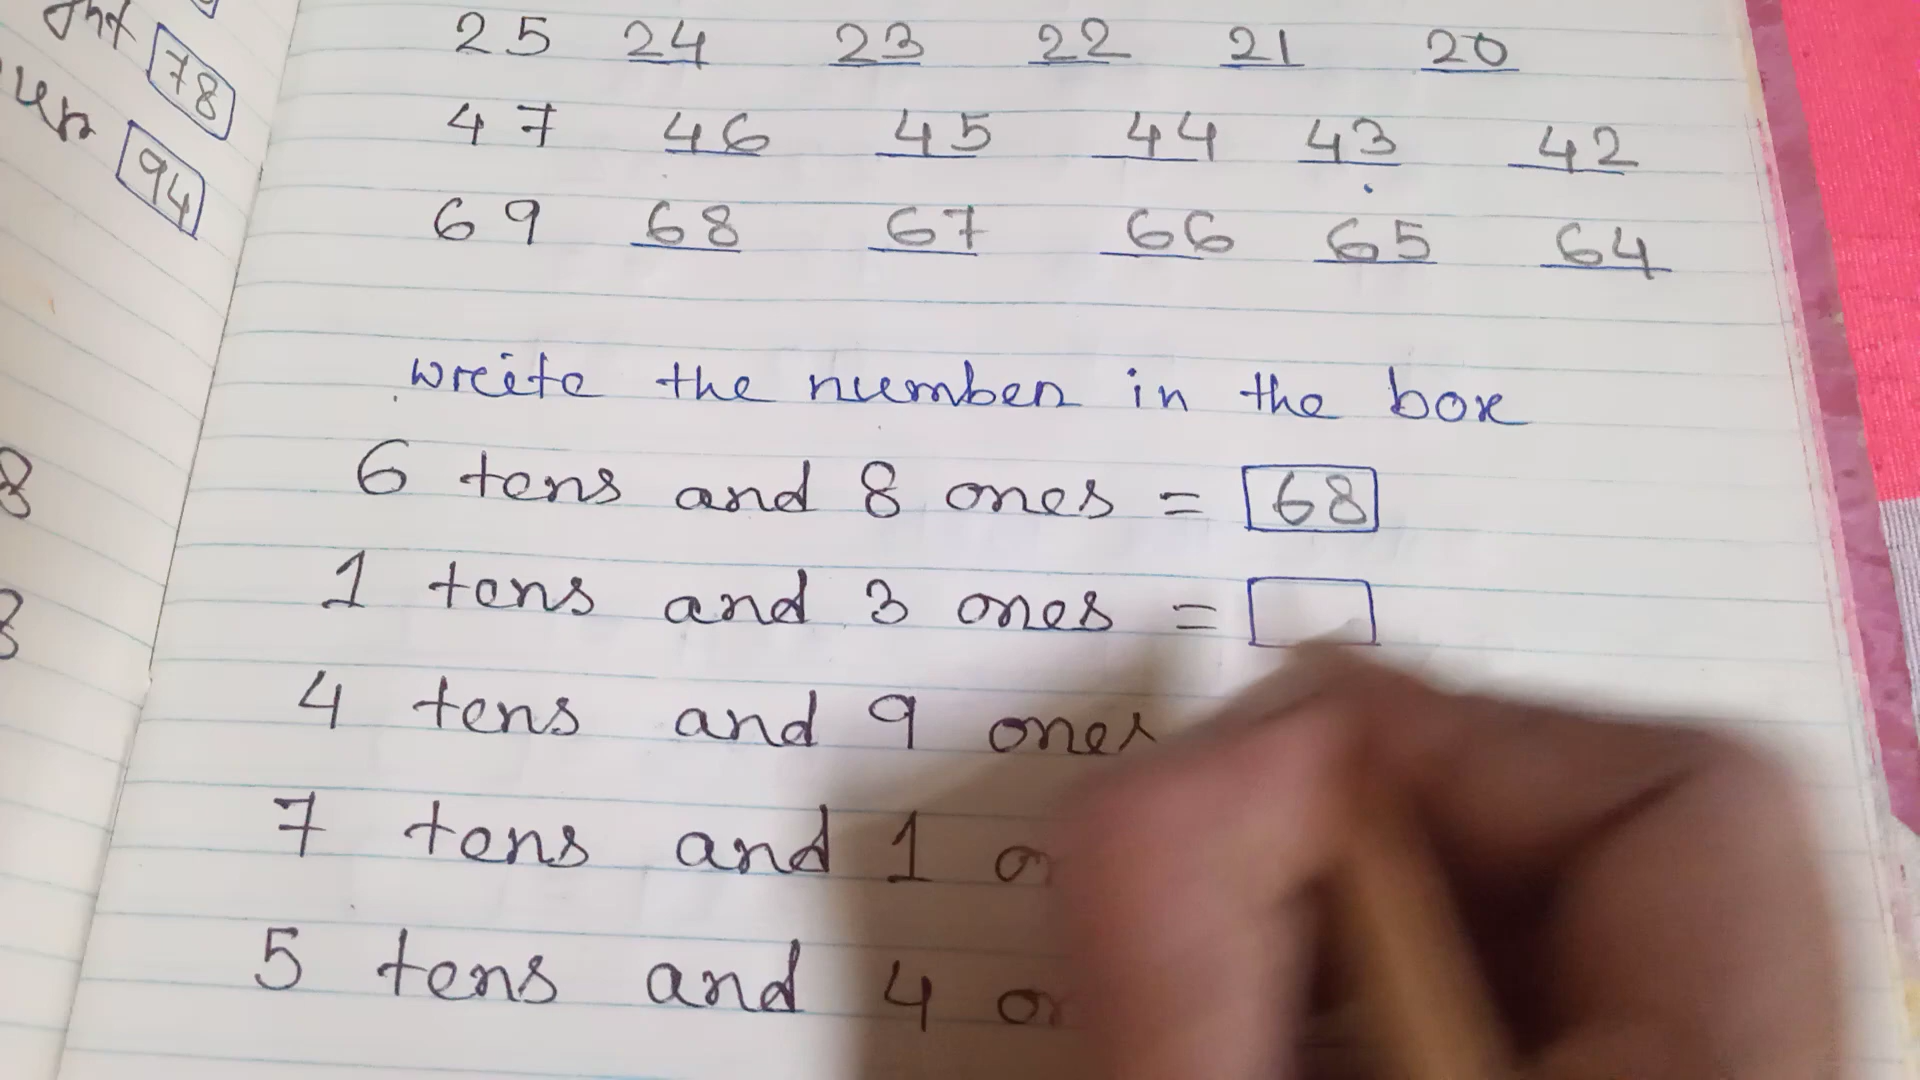 78
94
25 24 23 22 21 20
47 46 45 44 43 42
69 68 67 66 65 64
write the number in the box
6 tens and 8 ones = 68
1 tens and 3 ones =
4 tens and 9 ones
7 tens and 1
5 tens and 4